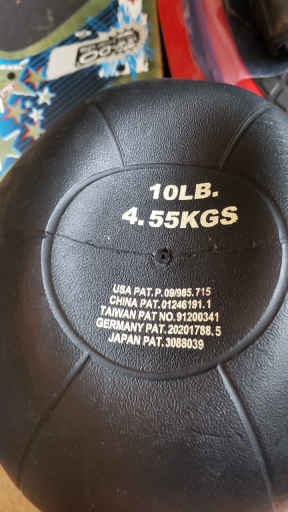 10LB.
4.55KGS
USA PAT.P.09/965.715
CHINA PAT.01246191.1
TAIWAN PAT NO.91200341
GERMANY PAT.20201788.5
JAPAN PAT.3088039